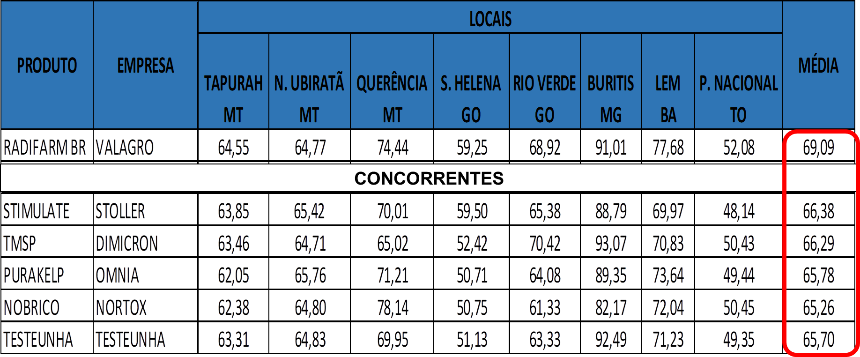 LOCAIS
PRODUTO EMPRESA MÉDIA
TAPURAH N. UBIRATÃ QUERÊNCIA S. HELENA RIO VERDE BURITIS LEM P. NACIONAL
MT MT MT GO GO MG BA TO
RADIFARM BR VALAGRO 64,55 64,77 74,44 59,25 68,92 91,01 77,68 52,08 69,09
CONCORRENTES
STIMULATE STOLLER 63,85 65,42 70,01 59,50 65,38 88,79 69,97 48,14 66,38
TMSP DIMICRON 63,46 64,71 65,02 52,42 70,42 93,07 70,83 50,43 66,29
PURAKELP OMNIA 62,05 65,76 71,21 50,71 64,08 89,35 73,64 49,44 65,78
NOBRICO NORTOX 62,38 64,80 78,14 50,75 61,33 82,17 72,04 50,45 65,26
TESTEUNHA TESTEUNHA 63,31 64,83 69,95 51,13 63,33 92,49 71,23 49,35 65,70